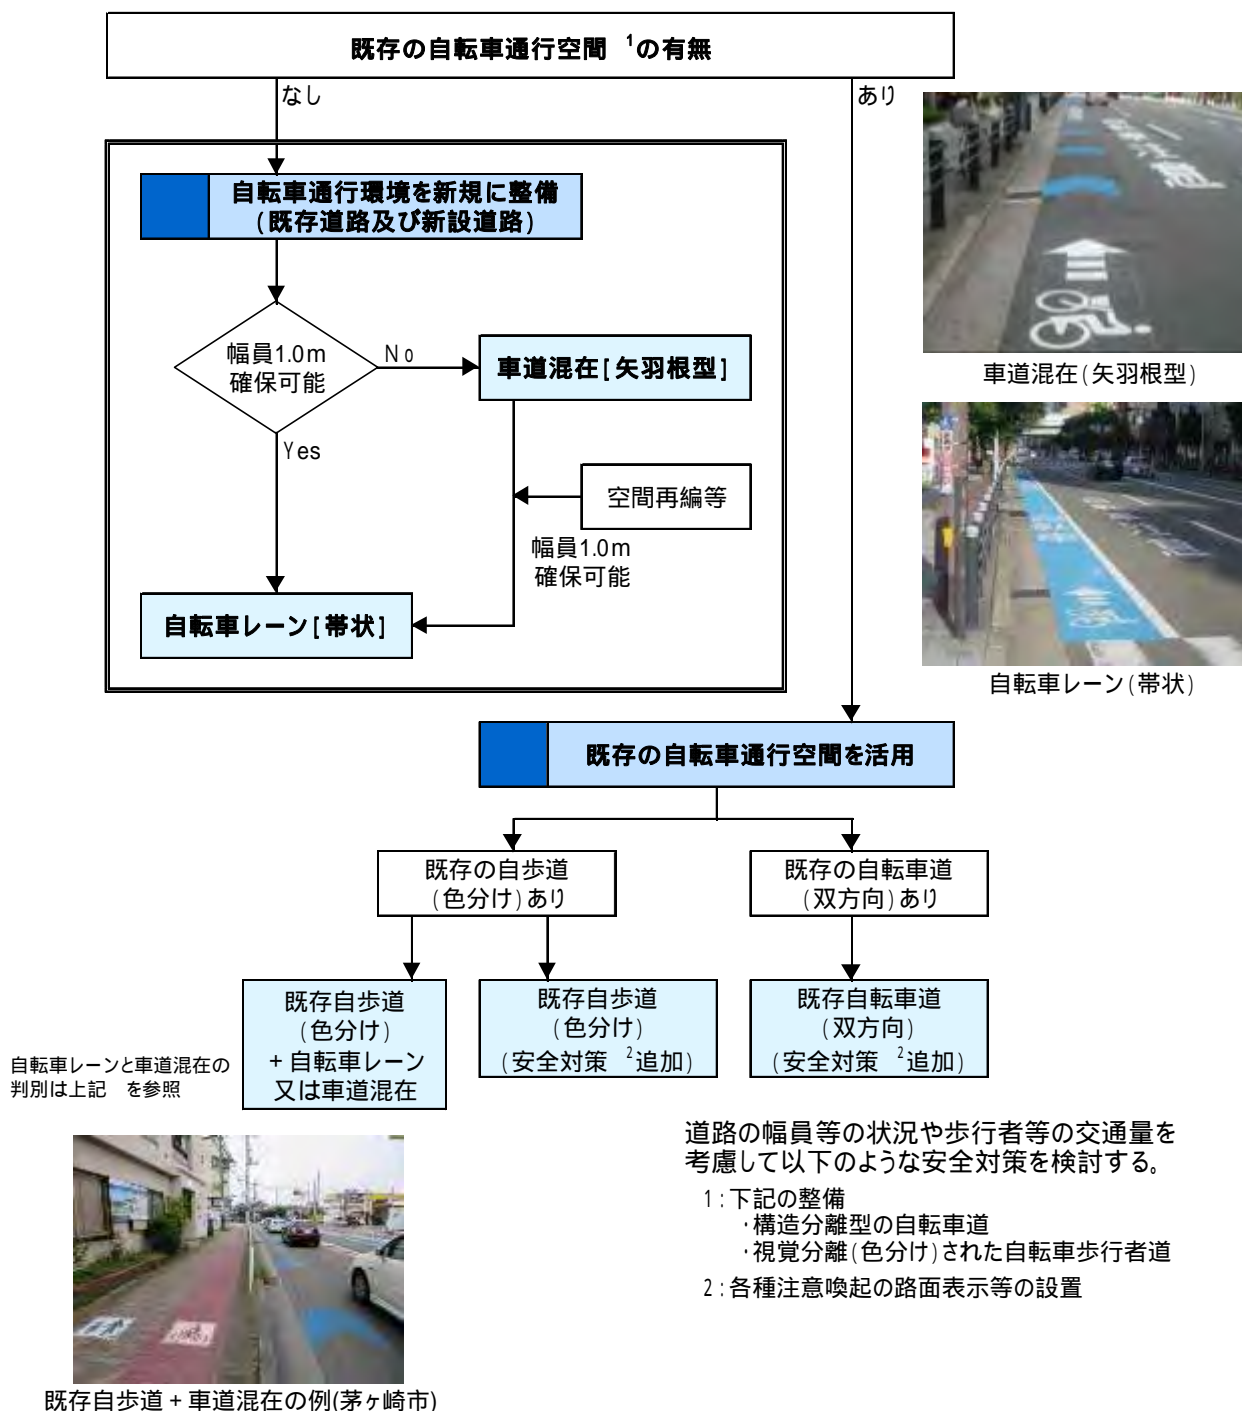 既存の自転車通行空間 1の有無
なし
あり
自転車通行環境を新規に整備
(既存道路及び新設道路)
幅員1.0m
確保可能
No
車道混在[矢羽根型]
Yes
空間再編等
幅員1.0m
確保可能
自転車レーン[帯状]
車道混在(矢羽根型)
自転車レーン(帯状)
既存の自転車通行空間を活用
既存の自歩道
(色分け)あり
既存の自転車道
(双方向)あり
既存自歩道
(色分け)
+自転車レーン
又は車道混在
既存自歩道
(色分け)
(安全対策 2追加)
既存自転車道
(双方向)
(安全対策 2追加)
自転車レーンと車道混在の
判別は上記 を参照
道路の幅員等の状況や歩行者等の交通量を
考慮して以下のような安全対策を検討する。
1:下記の整備
・構造分離型の自転車道
・視覚分離(色分け)された自転車歩行者道
2:各種注意喚起の路面表示等の設置
既存自歩道+車道混在の例(茅ヶ崎市)